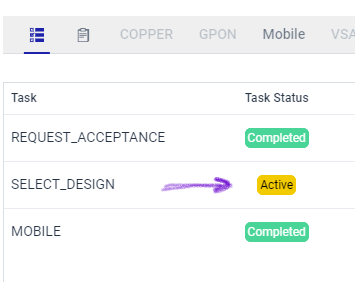 COPPER GPON Mobile VSA
Task Task Status
REQUEST_ACCEPTANCE Completed
SELECT_DESIGN Active
MOBILE Completed